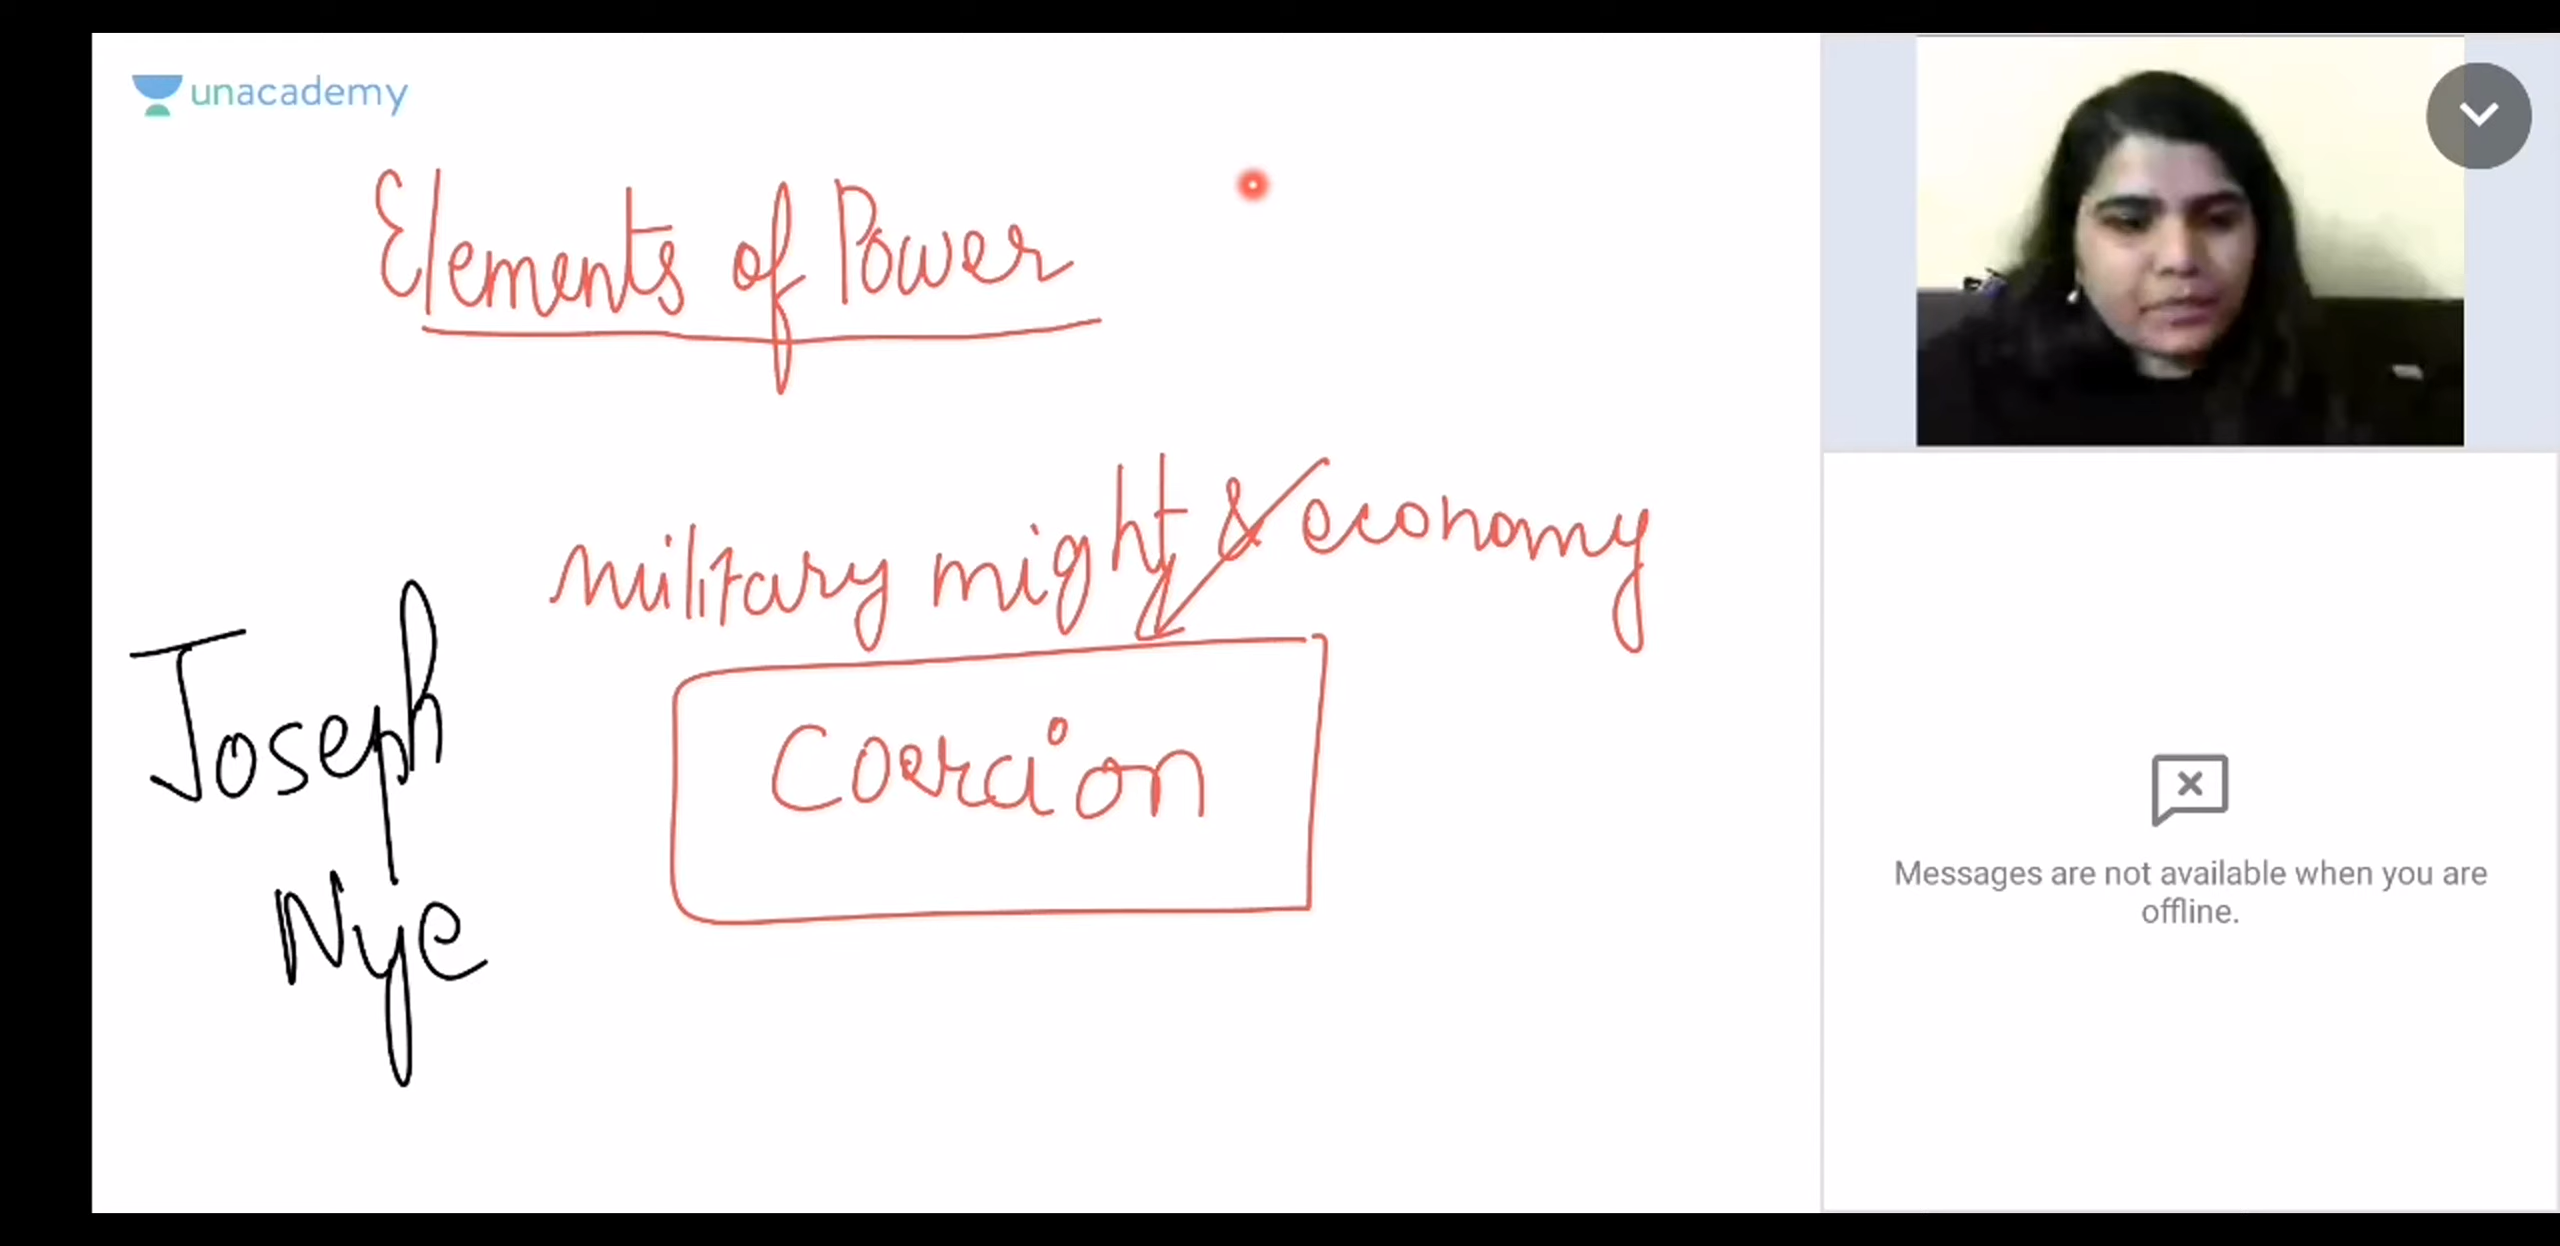 unacademy
Elements of Power
military might & economy
Coercion
Joseph
Nye
Messages are not available when you are
offline.